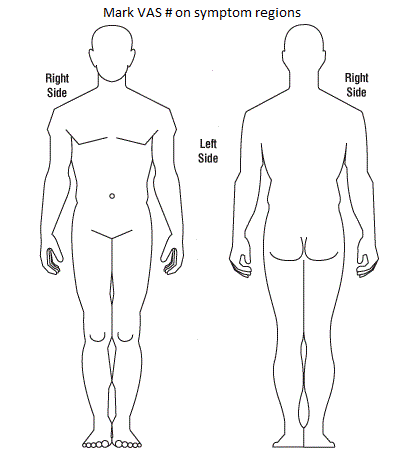 Mark VAS # on symptom regions
Right
Side
Left
Side
Right
Side